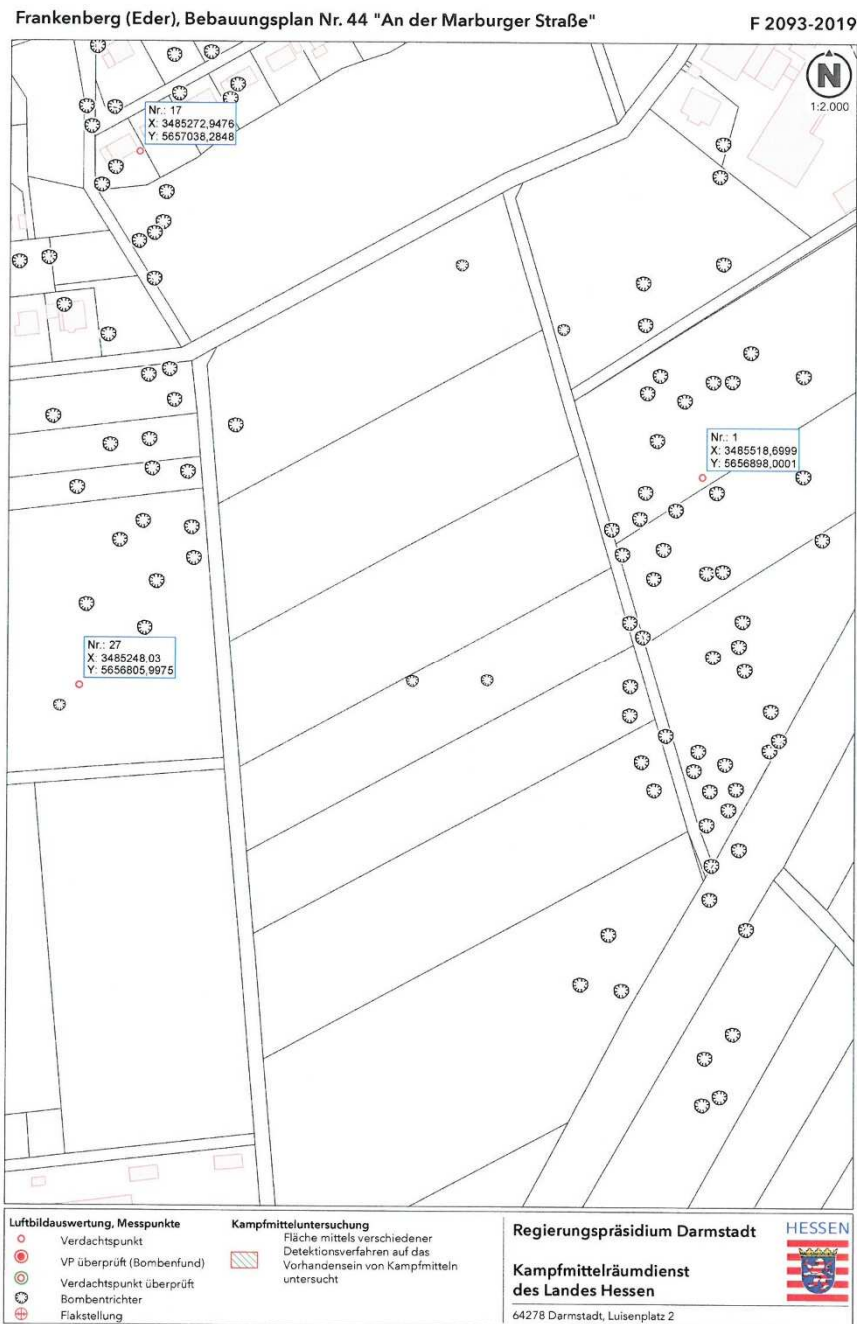 Frankenberg (Eder), Bebauungsplan Nr. 44 "An der Marburger Straße"
F 2093-2019
N
1:2.000
Nr.: 17
X: 3485272,9476
Y: 5657038,2848
Nr.: 1
X: 3485518,6999
Y: 5656898,0001
Nr.: 27
X: 3485248,03
Y: 5656805,9975
Luftbildauswertung, Messpunkte
Verdachtspunkt
VP überprüft (Bombenfund)
Verdachtspunkt überprüft
Bombentrichter
Flakstellung
Kampfmitteluntersuchung
Fläche mittels verschiedener
Detektionsverfahren auf das
Vorhandensein von Kampfmitteln
untersucht
Regierungspräsidium Darmstadt
Kampfmittelräumdienst
des Landes Hessen
64278 Darmstadt, Luisenplatz 2
HESSEN